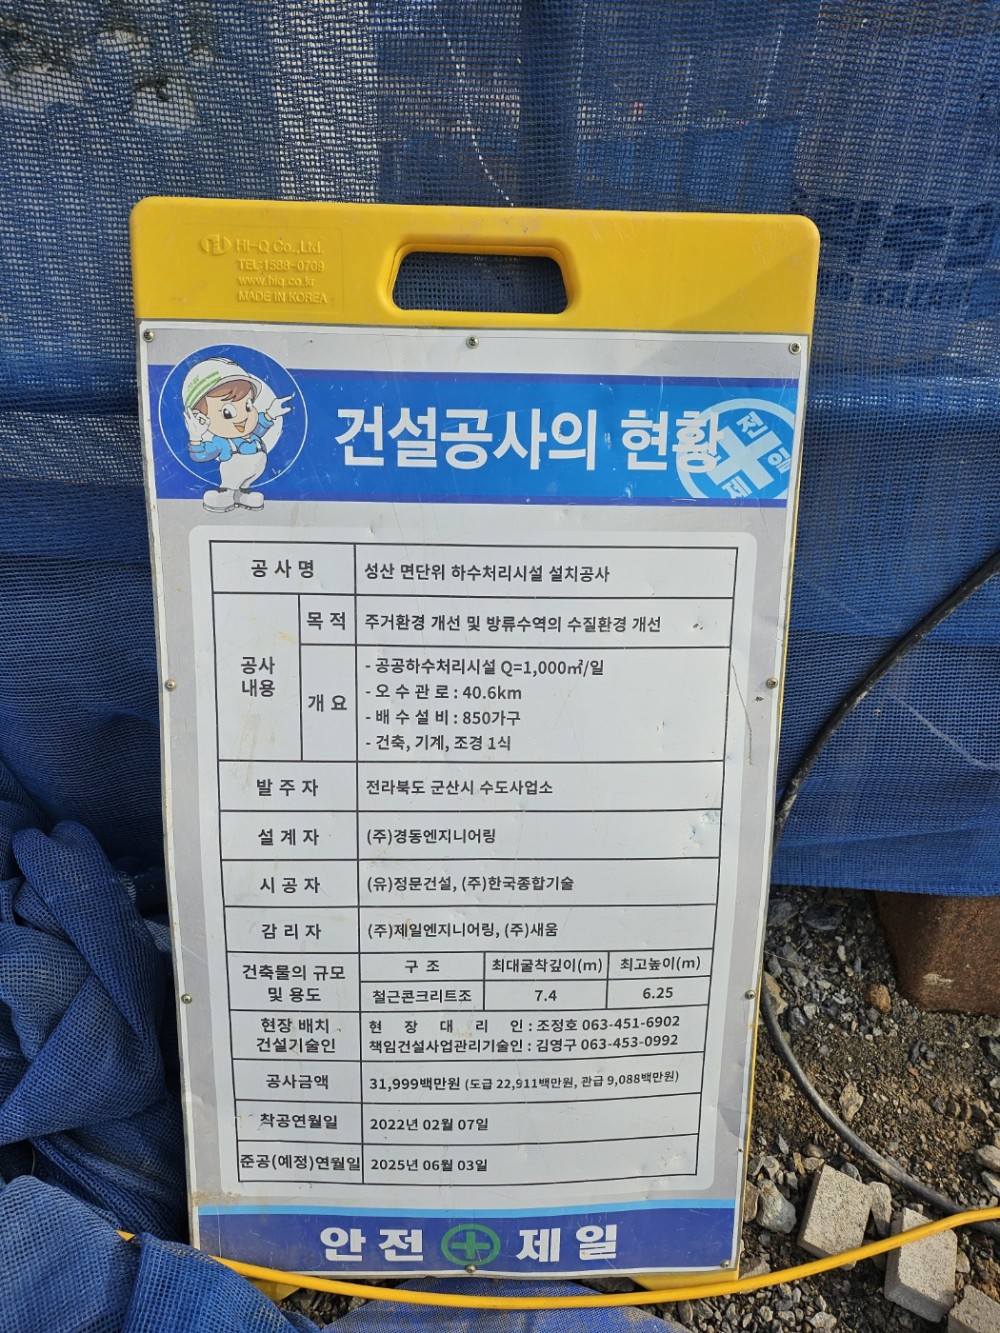 HI-Q Co.,Ltd.
TEL:1588-0709
www.hiq.co.kr
MADE IN KOREA
건설공사의 현황
전
제 일
공 사 명 성산 면단위 하수처리시설 설치공사
공사 내용
목 적 주거환경 개선 및 방류수역의 수질환경 개선
개 요
- 공공하수처리시설 Q=1,000㎥/일
- 오 수 관 로 : 40.6km
- 배 수 설 비 : 850가구
- 건축, 기계, 조경 1식
발 주 자 전라북도 군산시 수도사업소
설 계 자 (주)경동엔지니어링
시 공 자 (유)정문건설, (주)한국종합기술
감 리 자 (주)제일엔지니어링, (주)새움
건축물의 규모 및 용도
구 조 최대굴착깊이(m) 최고높이(m)
철근콘크리트조 7.4 6.25
현장 배치 건설기술인
현 장 대 리 인 : 조정호 063-451-6902
책임건설사업관리기술인 : 김영구 063-453-0992
공사금액 31,999백만원 (도급 22,911백만원, 관급 9,088백만원)
착공연월일 2022년 02월 07일
준공(예정)연월일 2025년 06월 03일
안 전 제 일